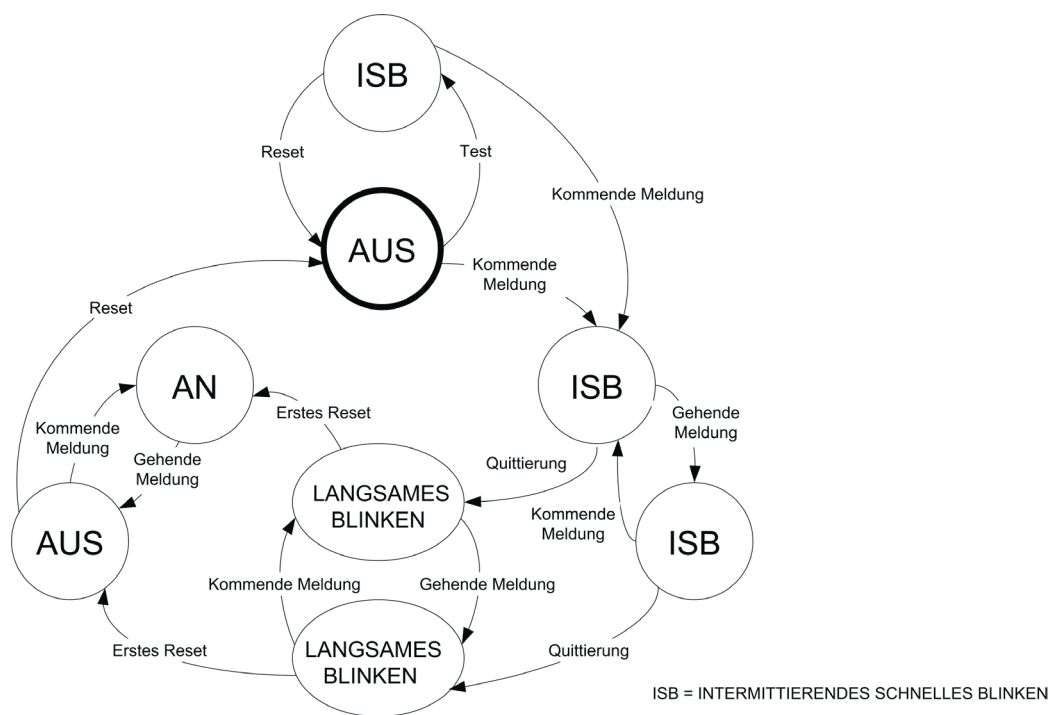 ISB
Reset
Test
Kommende Meldung
AUS
Kommende
Meldung
Reset
AN
ISB
Erstes Reset
Gehende
Meldung
Kommende
Meldung
Gehende
Meldung
Quittierung
LANGSAMES
BLINKEN
Kommende
Meldung
AUS
ISB
Kommende Meldung
Gehende Meldung
Erstes Reset
LANGSAMES
BLINKEN
Quittierung
ISB = INTERMITTIERENDES SCHNELLES BLINKEN